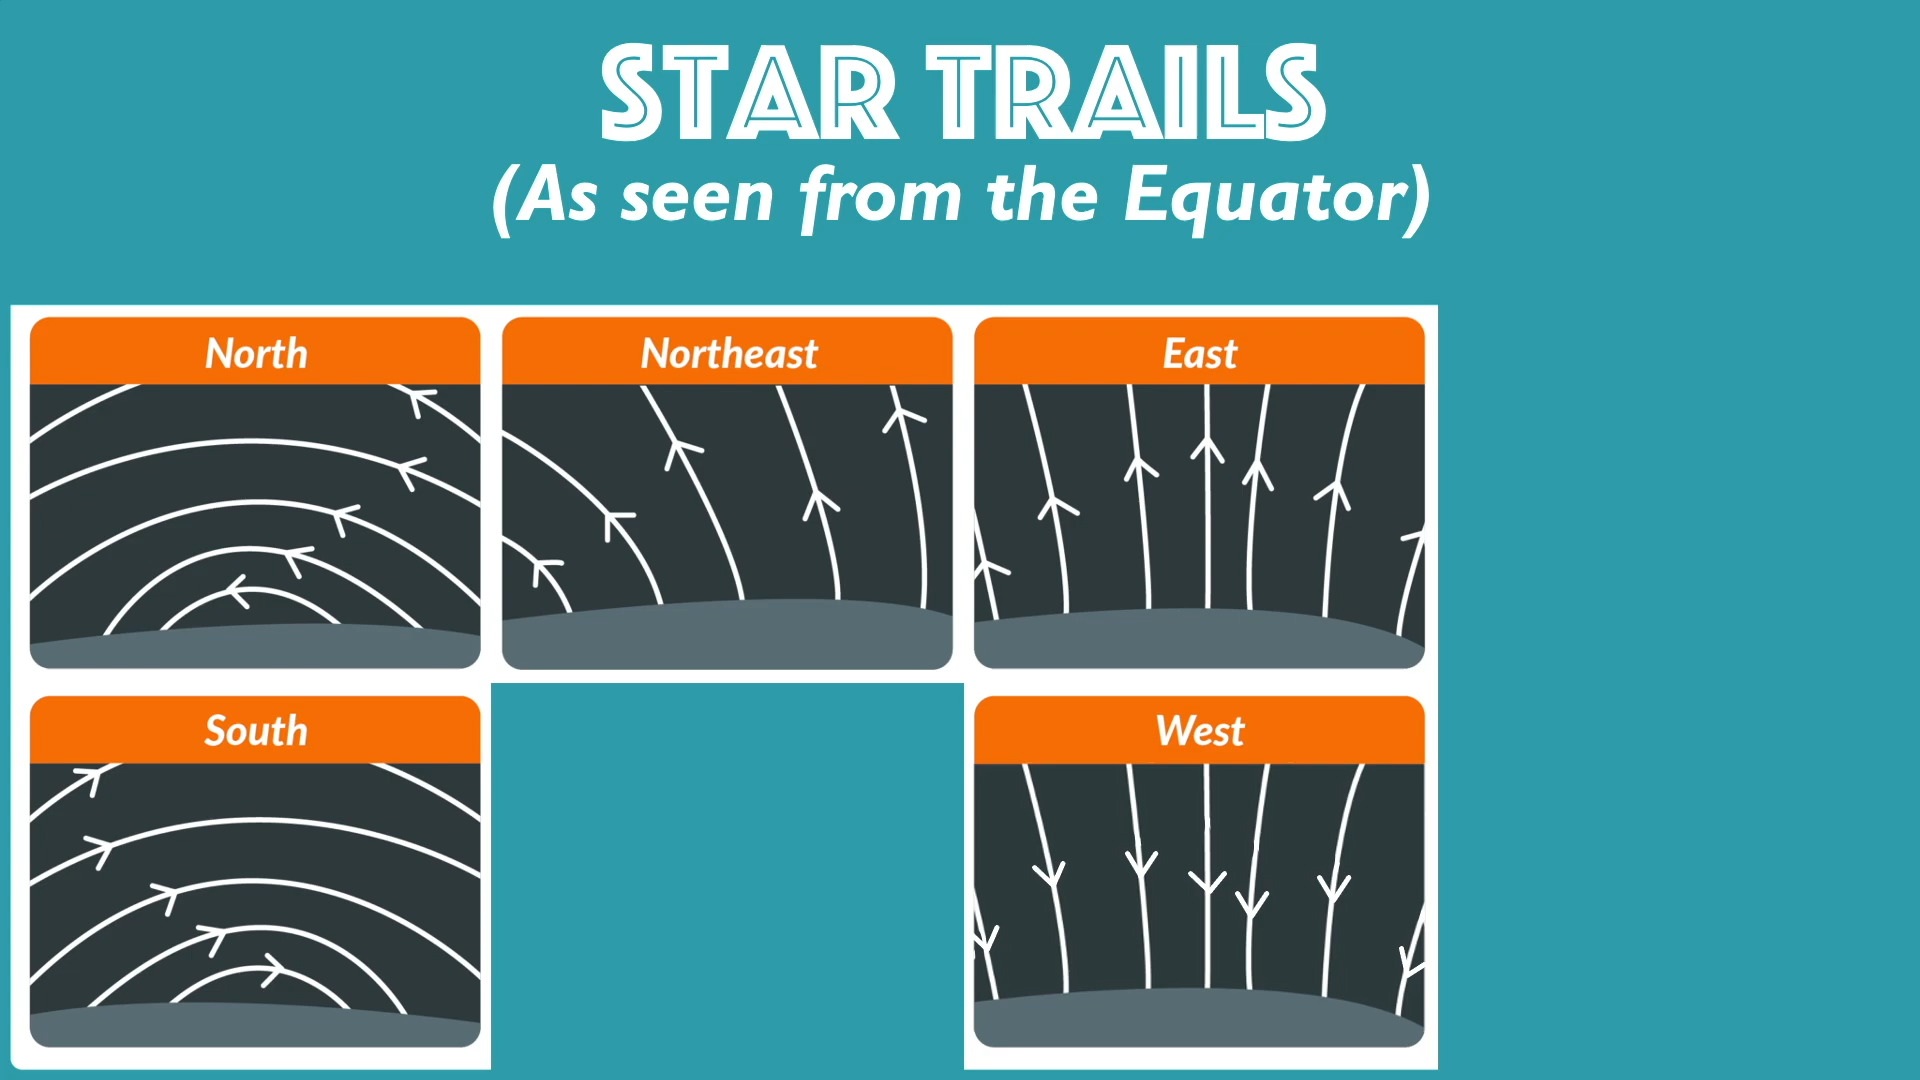 STAR TRAILS
(As seen from the Equator)
North
Northeast
East
South
West